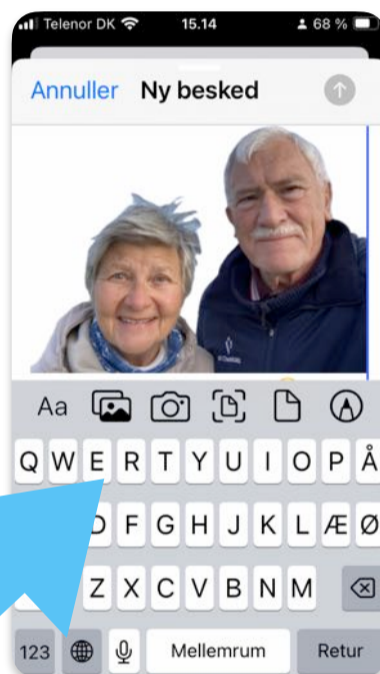 Telenor DK 15.14 68 %
Annuller Ny besked
Aa
Q W E R T Y U I O P Å
D F G H J K L Æ Ø
Z X C V B N M
123 Mellemrum Retur